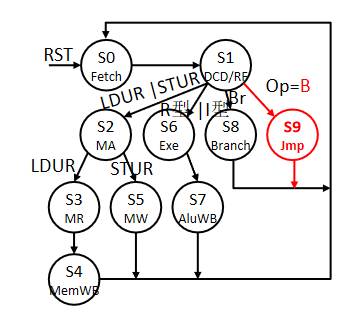 RST
S0
Fetch
S1
DCD/RF
LDUR |STUR
R型 ||型
Br
Op=B
S2
MA
S6
Exe
S8
Branch
S9
Jmp
LDUR
STUR
S3
MR
S5
MW
S7
AluWB
S4
MemWB